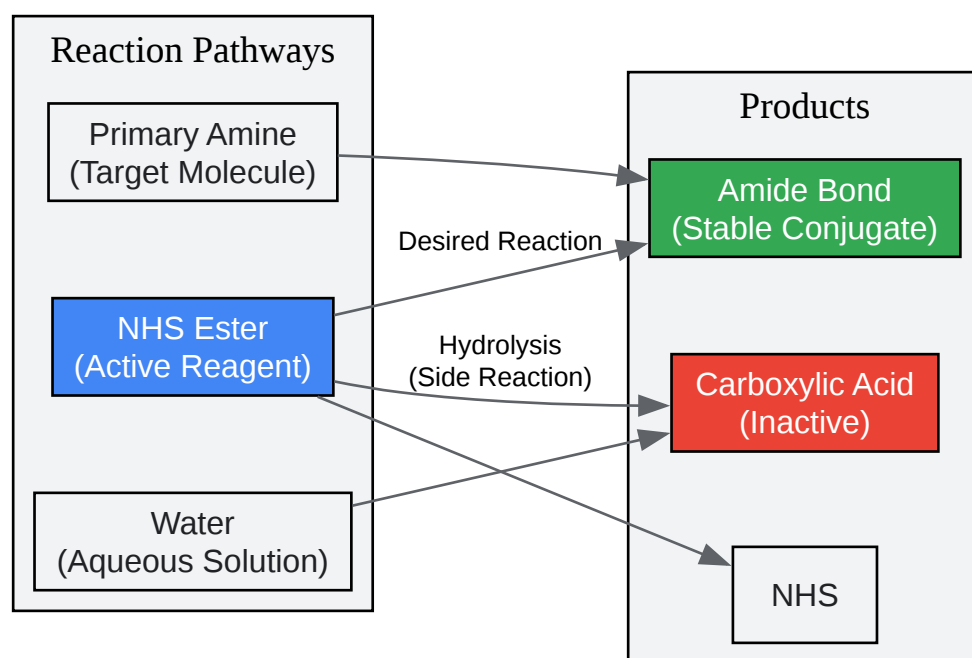 Reaction Pathways
Primary Amine
(Target Molecule)
NHS Ester
(Active Reagent)
Water
(Aqueous Solution)
Desired Reaction
Hydrolysis
(Side Reaction)
Products
Amide Bond
(Stable Conjugate)
Carboxylic Acid
(Inactive)
NHS